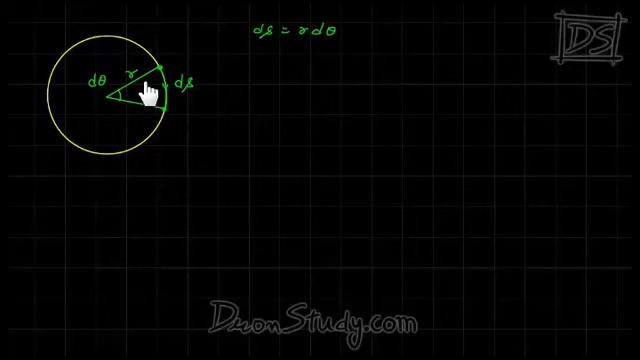 ds = r dθ
DS
dθ r ds
DronStudy.com